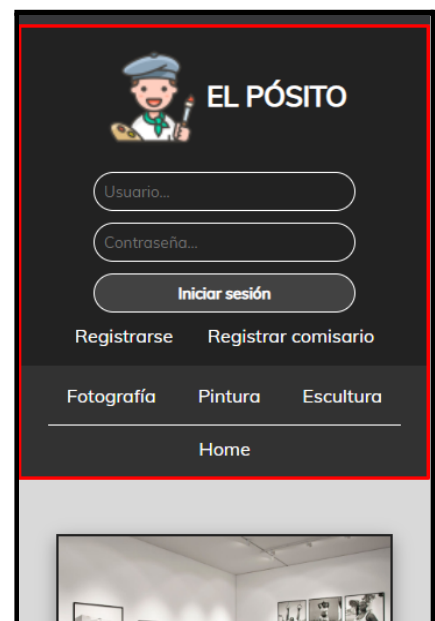 EL PÓSITO
Usuario...
Contraseña...
Iniciar sesión
Registrarse Registrar comisario
Fotografía Pintura Escultura
Home